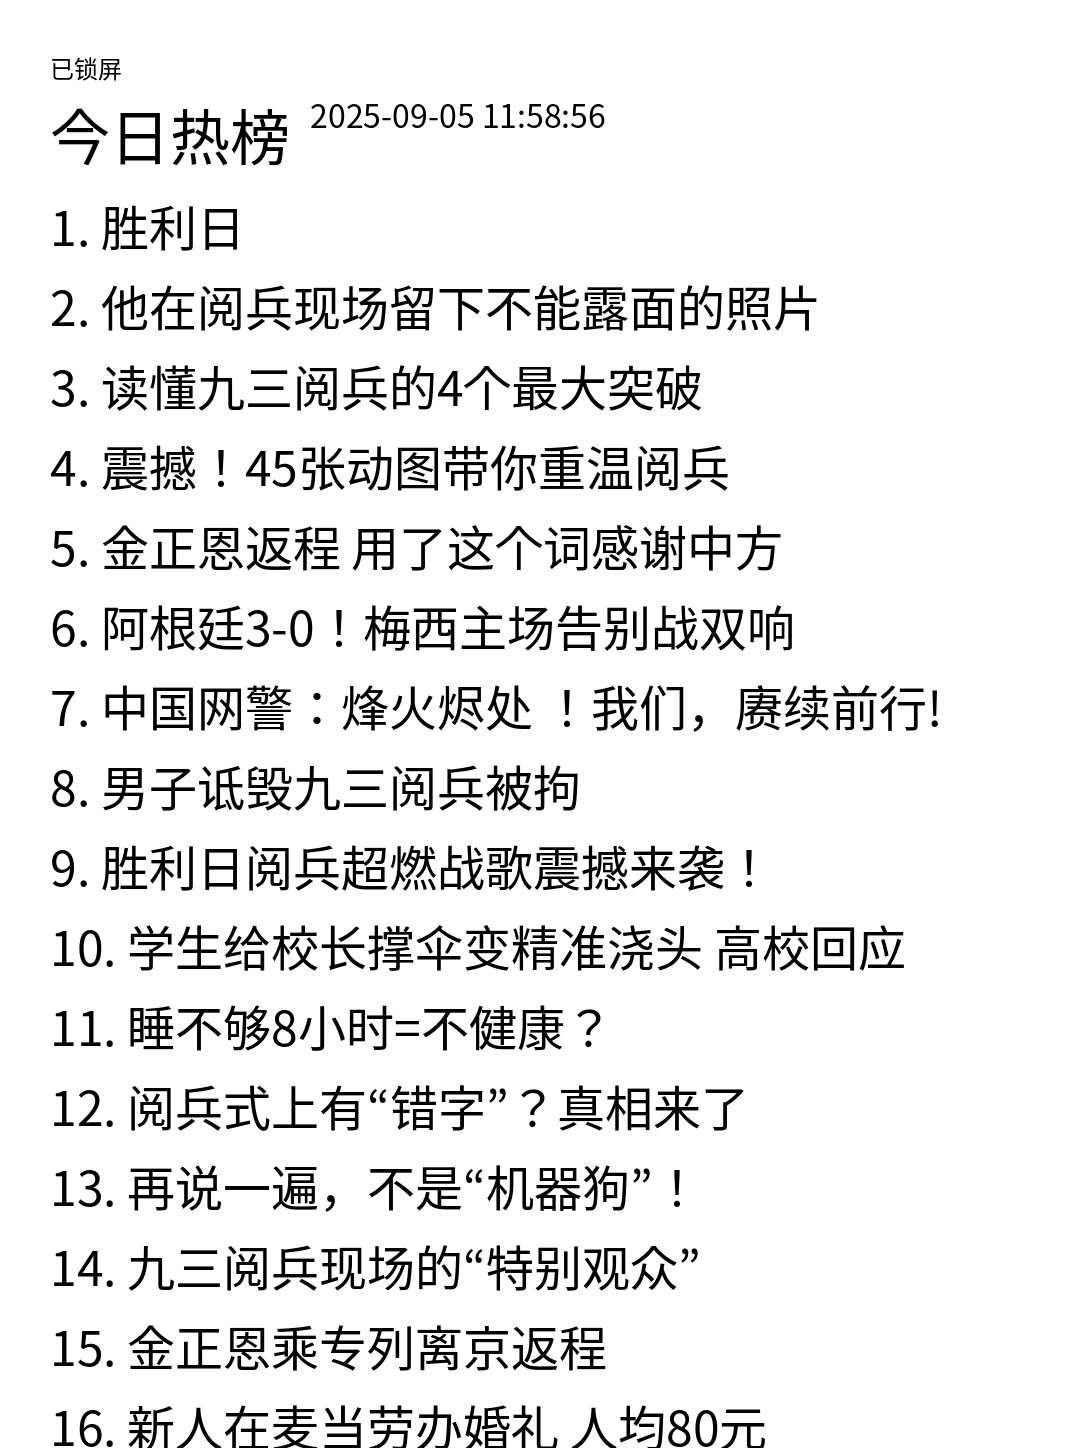 已锁屏
今日热榜 2025-09-05 11:58:56
1. 胜利日
2. 他在阅兵现场留下不能露面的照片
3. 读懂九三阅兵的4个最大突破
4. 震撼！45张动图带你重温阅兵
5. 金正恩返程 用了这个词感谢中方
6. 阿根廷3-0！梅西主场告别战双响
7. 中国网警：烽火烬处 ！我们，赓续前行!
8. 男子诋毁九三阅兵被拘
9. 胜利日阅兵超燃战歌震撼来袭！
10. 学生给校长撑伞变精准浇头 高校回应
11. 睡不够8小时=不健康？
12. 阅兵式上有“错字”？真相来了
13. 再说一遍，不是“机器狗”！
14. 九三阅兵现场的“特别观众”
15. 金正恩乘专列离京返程
16. 新人在麦当劳办婚礼 人均80元